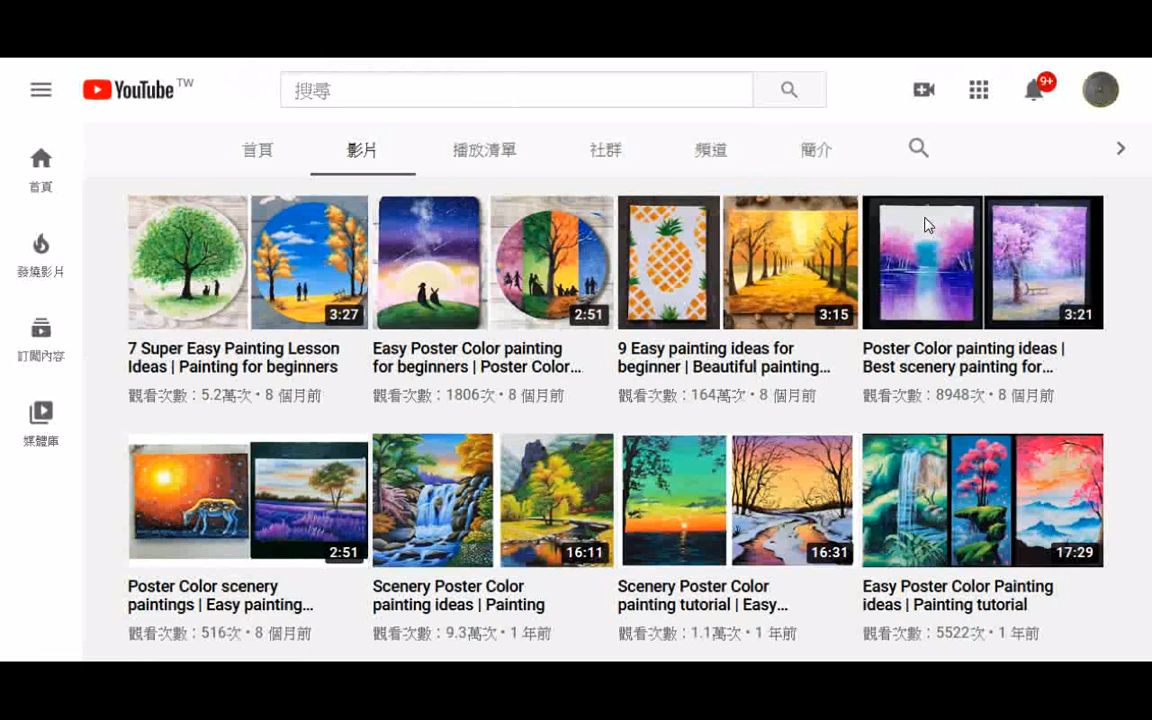 YouTube TW
搜尋
9+
首頁 影片 播放清單 社群 頻道 簡介
首頁
發燒影片
訂閱內容
媒體庫
3:27
2:51
3:15
3:21
7 Super Easy Painting Lesson
Ideas | Painting for beginners
觀看次數：5.2萬次 • 8 個月前
Easy Poster Color painting
for beginners | Poster Color...
觀看次數：1806次 • 8 個月前
9 Easy painting ideas for
beginner | Beautiful painting...
觀看次數：164萬次 • 8 個月前
Poster Color painting ideas |
Best scenery painting for...
觀看次數：8948次 • 8 個月前
2:51
16:11
16:31
17:29
Poster Color scenery
paintings | Easy painting...
觀看次數：516次 • 8 個月前
Scenery Poster Color
painting ideas | Painting
觀看次數：9.3萬次 • 1 年前
Scenery Poster Color
painting tutorial | Easy...
觀看次數：1.1萬次 • 1 年前
Easy Poster Color Painting
ideas | Painting tutorial
觀看次數：5522次 • 1 年前